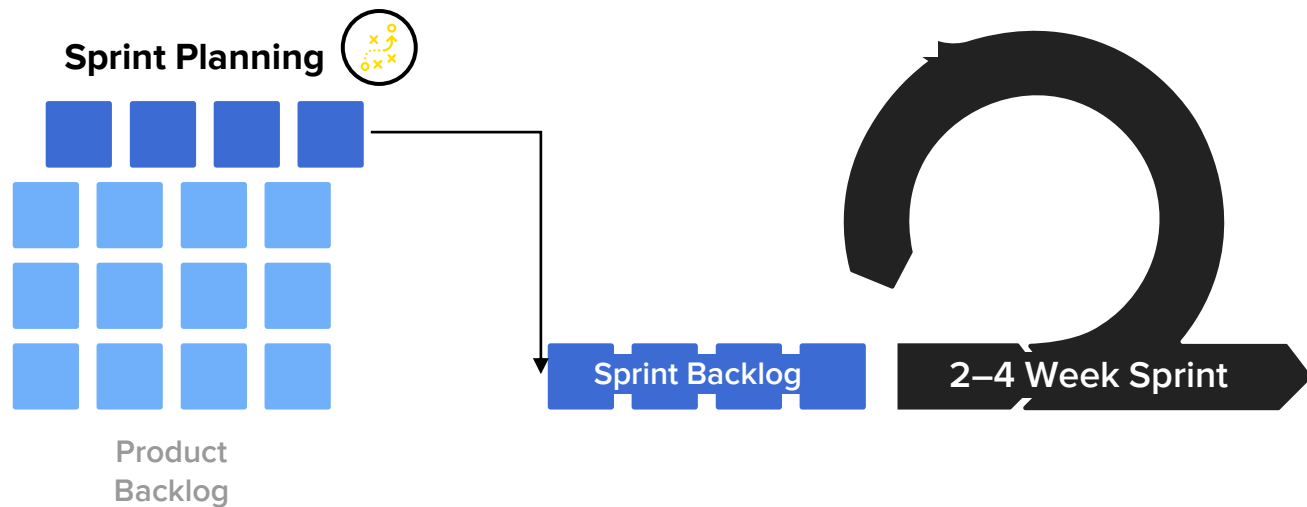 Sprint Planning
Sprint Backlog
2–4 Week Sprint
Product
Backlog